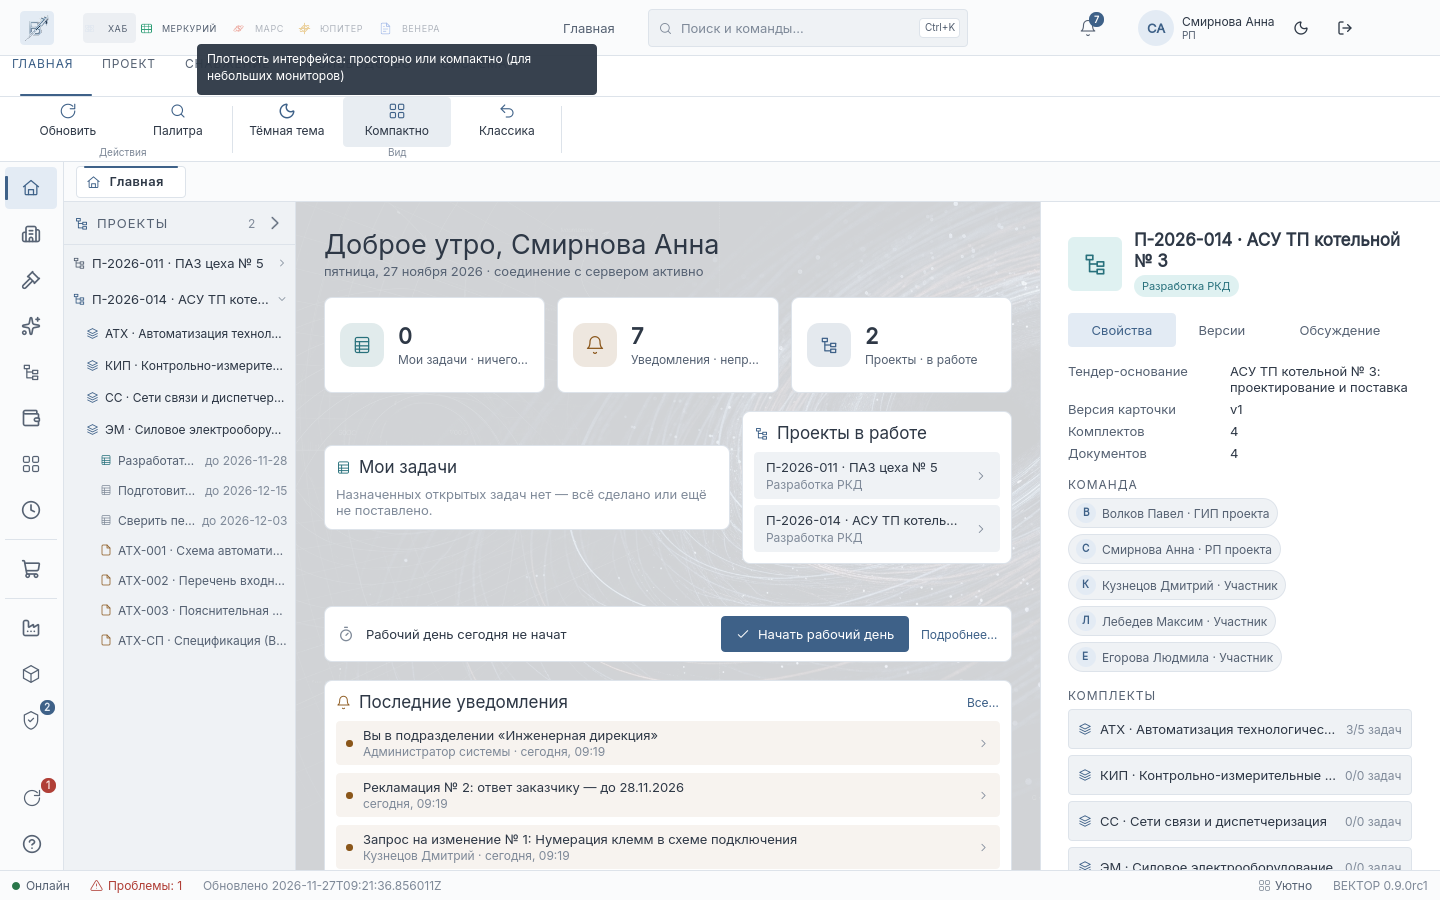 ХАБ
МЕРКУРИЙ
МАРС
ЮПИТЕР
ВЕНЕРА
Главная
Поиск и команды...
Ctrl+K
7
СА
Смирнова Анна
РП
ГЛАВНАЯ
ПРОЕКТ
Плотность интерфейса: просторно или компактно (для
небольших мониторов)
Обновить
Палитра
Тёмная тема
Компактно
Классика
Действия
Вид
Главная
ПРОЕКТЫ
2
П-2026-011 · ПАЗ цеха № 5
П-2026-014 · АСУ ТП коте...
АТХ · Автоматизация технол...
КИП · Контрольно-измерите...
СС · Сети связи и диспетчер...
ЭМ · Силовое электрообору...
Разработат... до 2026-11-28
Подготовит... до 2026-12-15
Сверить пе... до 2026-12-03
АТХ-001 · Схема автомати...
АТХ-002 · Перечень входн...
АТХ-003 · Пояснительная ...
АТХ-СП · Спецификация (В...
2
1
Доброе утро, Смирнова Анна
пятница, 27 ноября 2026 · соединение с сервером активно
0
Мои задачи · ничего...
7
Уведомления · непр...
2
Проекты · в работе
Мои задачи
Назначенных открытых задач нет — всё сделано или ещё
не поставлено.
Проекты в работе
П-2026-011 · ПАЗ цеха № 5
Разработка РКД
П-2026-014 · АСУ ТП котель...
Разработка РКД
Рабочий день сегодня не начат
Начать рабочий день
Подробнее...
Последние уведомления
Все...
Вы в подразделении «Инженерная дирекция»
Администратор системы · сегодня, 09:19
Рекламация № 2: ответ заказчику — до 28.11.2026
сегодня, 09:19
Запрос на изменение № 1: Нумерация клемм в схеме подключения
Кузнецов Дмитрий · сегодня, 09:19
П-2026-014 · АСУ ТП котельной
№ 3
Разработка РКД
Свойства
Версии
Обсуждение
Тендер-основание
АСУ ТП котельной № 3:
проектирование и поставка
Версия карточки
v1
Комплектов
4
Документов
4
КОМАНДА
В Волков Павел · ГИП проекта
С Смирнова Анна · РП проекта
К Кузнецов Дмитрий · Участник
Л Лебедев Максим · Участник
Е Егорова Людмила · Участник
КОМПЛЕКТЫ
АТХ · Автоматизация технологичес... 3/5 задач
КИП · Контрольно-измерительные ... 0/0 задач
СС · Сети связи и диспетчеризация 0/0 задач
ЭМ · Силовое электрооборудование 0/0 задач
Онлайн
Проблемы: 1
Обновлено 2026-11-27T09:21:36.856011Z
Уютно
ВЕКТОР 0.9.0rc1